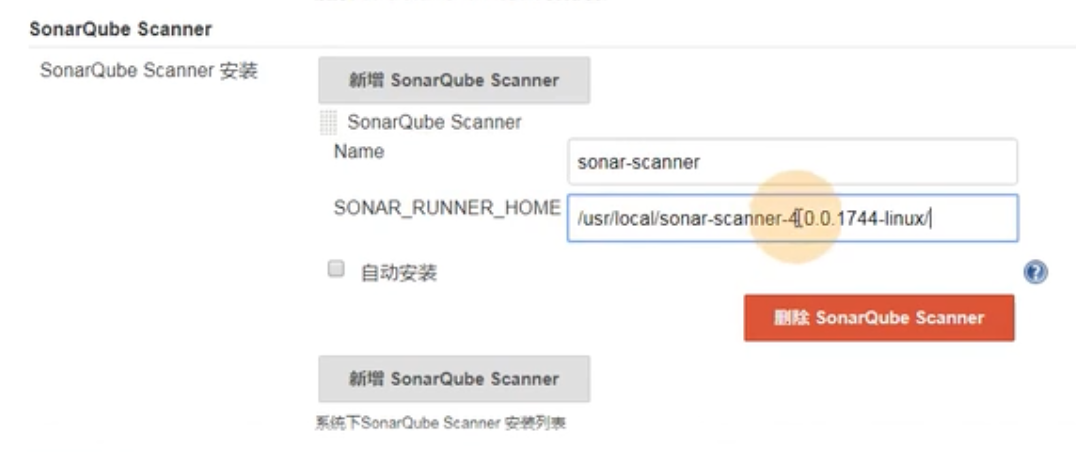 SonarQube Scanner
SonarQube Scanner 安装
新增 SonarQube Scanner
SonarQube Scanner
Name
sonar-scanner
SONAR_RUNNER_HOME
/usr/local/sonar-scanner-4.0.0.1744-linux/
自动安装
删除 SonarQube Scanner
新增 SonarQube Scanner
系统下SonarQube Scanner 安装列表